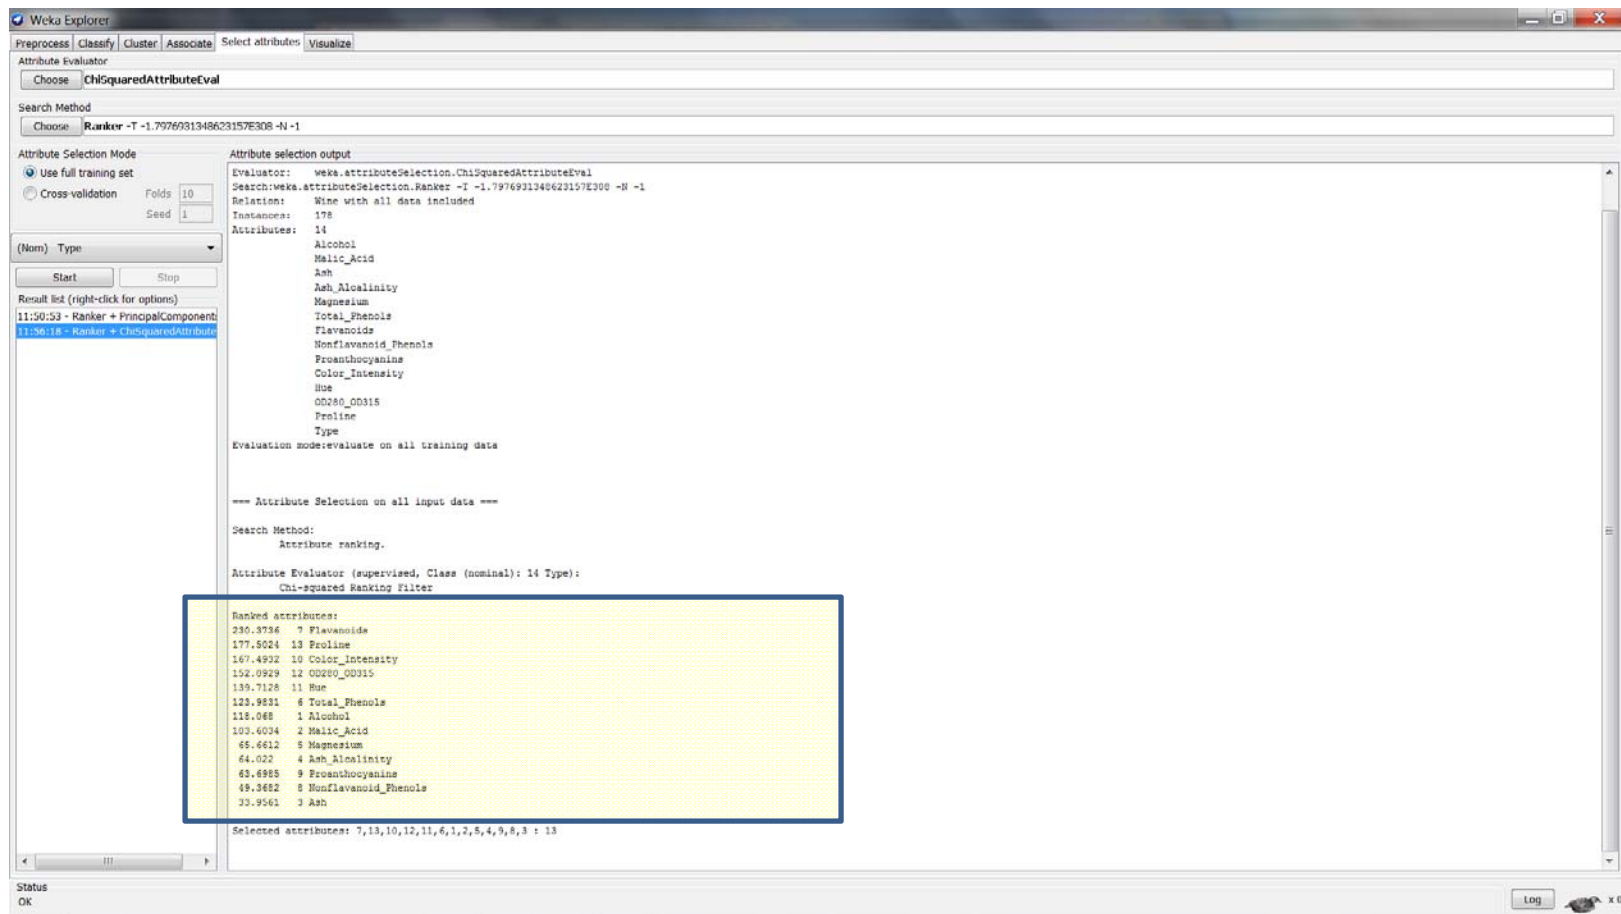 Weka Explorer
Preprocess Classify Cluster Associate Select attributes Visualize
Attribute Evaluator
Choose ChiSquaredAttributeEval
Search Method
Choose Ranker -T -1.7976931348623157E308 -N -1
Attribute Selection Mode
Use full training set
Cross-validation Folds 10
Seed 1
(Nom) Type
Start Stop
Result list (right-click for options)
11:50:53 - Ranker + PrincipalComponents
11:56:18 - Ranker + ChiSquaredAttribute
Attribute selection output
Evaluator: weka.attributeSelection.ChiSquaredAttributeEval
Search:weka.attributeSelection.Ranker -T -1.7976931348623157E308 -N -1
Relation: Wine with all data included
Instances: 178
Attributes: 14
Alcohol
Malic_Acid
Ash
Ash_Alcalinity
Magnesium
Total_Phenols
Flavanoids
Nonflavanoid_Phenols
Proanthocyanins
Color_Intensity
Hue
OD280_OD315
Proline
Type
Evaluation mode:evaluate on all training data
=== Attribute Selection on all input data ===
Search Method:
Attribute ranking.
Attribute Evaluator (supervised, Class (nominal): 14 Type):
Chi-squared Ranking Filter
Ranked attributes:
230.3736 7 Flavanoids
177.5024 13 Proline
167.4932 10 Color_Intensity
152.0929 12 OD280_OD315
139.7128 11 Hue
123.9831 6 Total_Phenols
118.068 1 Alcohol
103.6034 2 Malic_Acid
65.6612 5 Magnesium
64.022 4 Ash_Alcalinity
63.6985 9 Proanthocyanins
49.3682 8 Nonflavanoid_Phenols
33.9561 3 Ash
Selected attributes: 7,13,10,12,11,6,1,2,5,4,9,8,3 : 13
Status
OK
Log
x 0